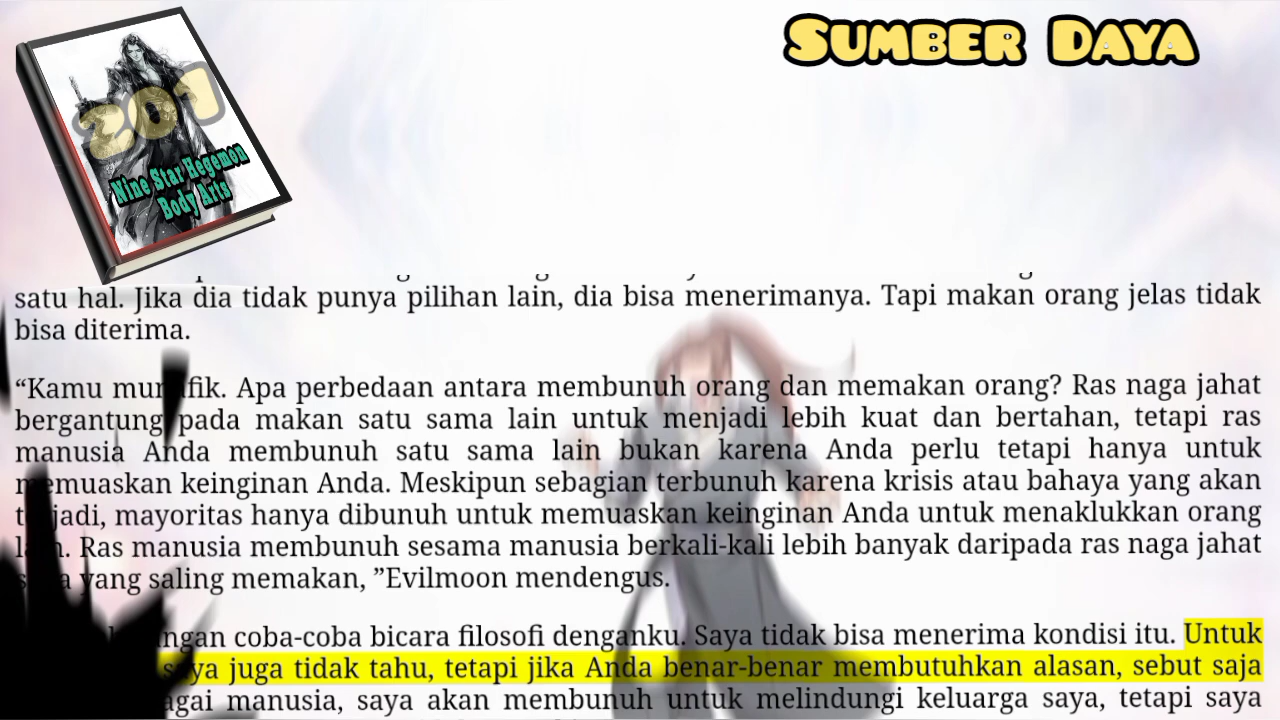 Sumber Daya
201
Nine Star Hegemon
Body Arts
satu hal. Jika dia tidak punya pilihan lain, dia bisa menerimanya. Tapi makan orang jelas tidak
bisa diterima.
“Kamu munafik. Apa perbedaan antara membunuh orang dan memakan orang? Ras naga jahat
bergantung pada makan satu sama lain untuk menjadi lebih kuat dan bertahan, tetapi ras
manusia Anda membunuh satu sama lain bukan karena Anda perlu tetapi hanya untuk
memuaskan keinginan Anda. Meskipun sebagian terbunuh karena krisis atau bahaya yang akan
terjadi, mayoritas hanya dibunuh untuk memuaskan keinginan Anda untuk menaklukkan orang
lain. Ras manusia membunuh sesama manusia berkali-kali lebih banyak daripada ras naga jahat
yang saling memakan, ”Evilmoon mendengus.
coba-coba bicara filosofi denganku. Saya tidak bisa menerima kondisi itu. Untuk
saya juga tidak tahu, tetapi jika Anda benar-benar membutuhkan alasan, sebut saja
manusia, saya akan membunuh untuk melindungi keluarga saya, tetapi saya